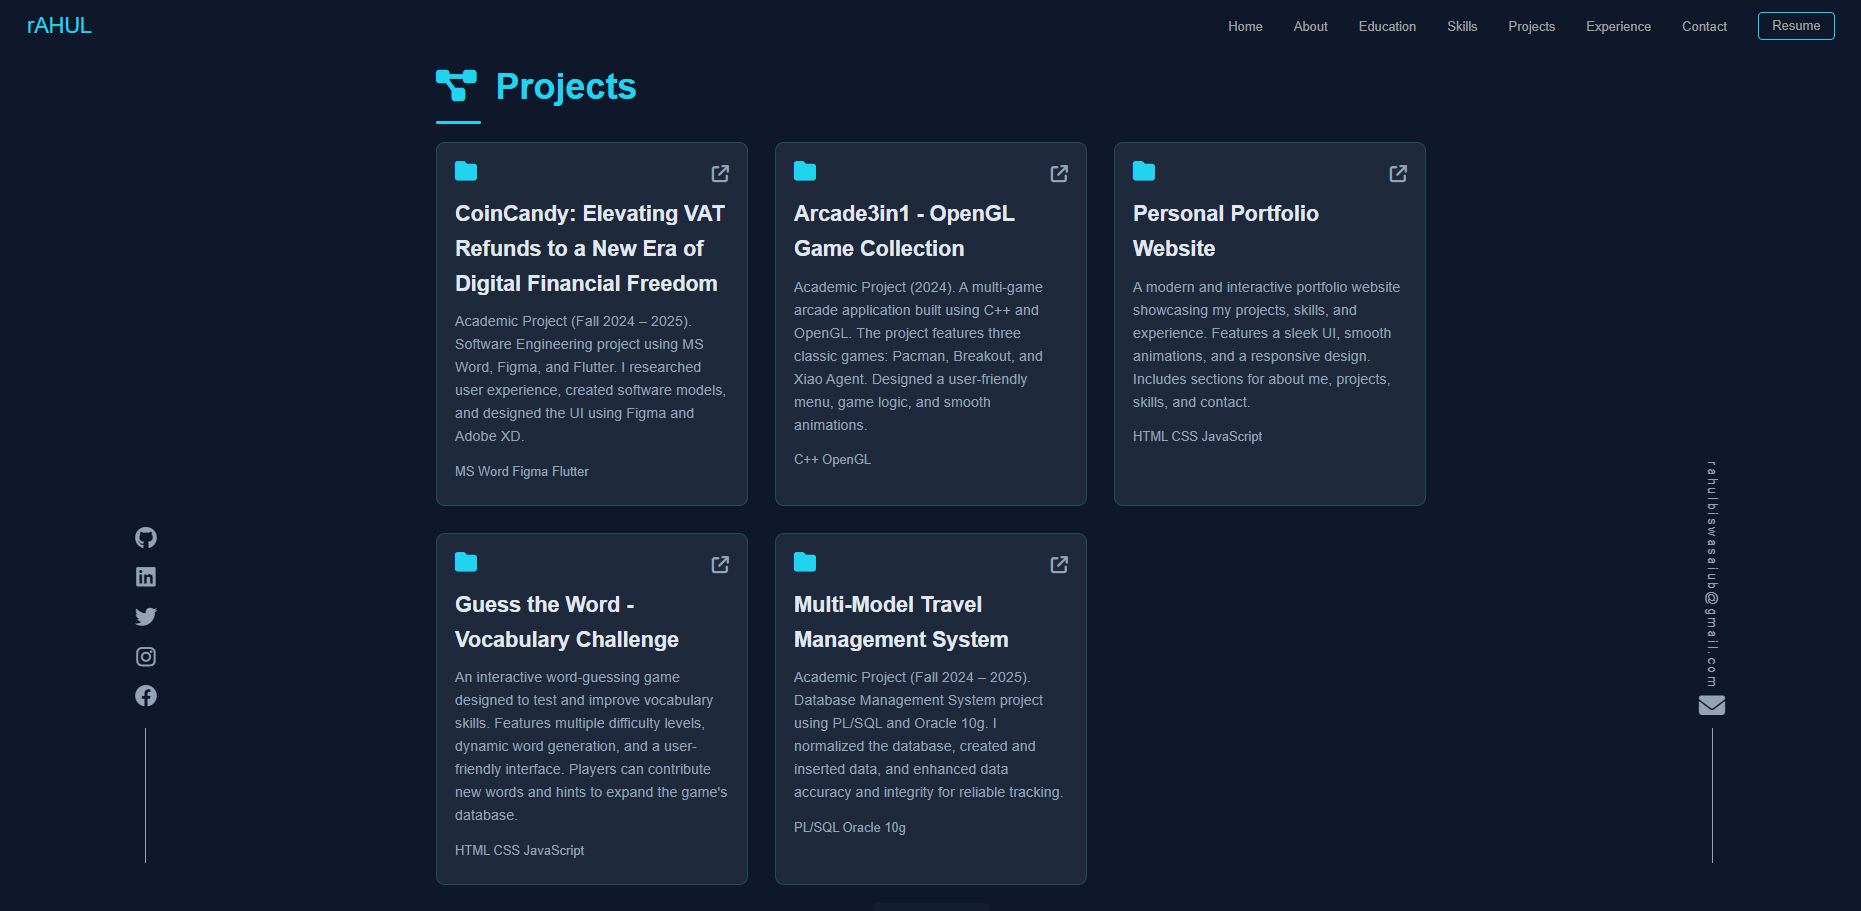 rAHUL
Home
About
Education
Skills
Projects
Experience
Contact
Resume
Projects
CoinCandy: Elevating VAT
Refunds to a New Era of
Digital Financial Freedom
Academic Project (Fall 2024 – 2025).
Software Engineering project using MS
Word, Figma, and Flutter. I researched
user experience, created software models,
and designed the UI using Figma and
Adobe XD.
MS Word Figma Flutter
Arcade3in1 - OpenGL
Game Collection
Academic Project (2024). A multi-game
arcade application built using C++ and
OpenGL. The project features three
classic games: Pacman, Breakout, and
Xiao Agent. Designed a user-friendly
menu, game logic, and smooth
animations.
C++ OpenGL
Personal Portfolio
Website
A modern and interactive portfolio website
showcasing my projects, skills, and
experience. Features a sleek UI, smooth
animations, and a responsive design.
Includes sections for about me, projects,
skills, and contact.
HTML CSS JavaScript
Guess the Word -
Vocabulary Challenge
An interactive word-guessing game
designed to test and improve vocabulary
skills. Features multiple difficulty levels,
dynamic word generation, and a user-
friendly interface. Players can contribute
new words and hints to expand the game's
database.
HTML CSS JavaScript
Multi-Model Travel
Management System
Academic Project (Fall 2024 – 2025).
Database Management System project
using PL/SQL and Oracle 10g. I
normalized the database, created and
inserted data, and enhanced data
accuracy and integrity for reliable tracking.
PL/SQL Oracle 10g
rahulbiswasaiub@gmail.com